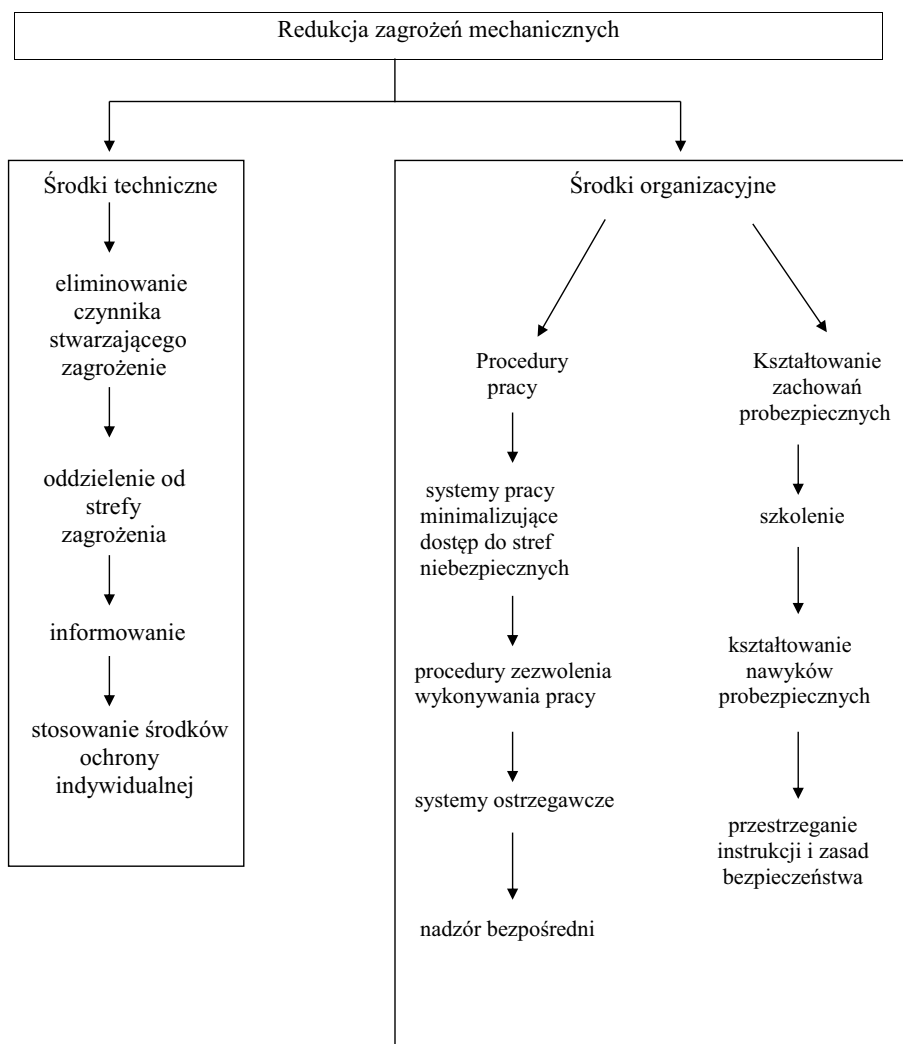 Redukcja zagrożeń mechanicznych
Środki techniczne
eliminowanie
czynnika
stwarzającego
zagrożenie
oddzielenie od
strefy
zagrożenia
informowanie
stosowanie środków
ochrony
indywidualnej
Środki organizacyjne
Procedury
pracy
systemy pracy
minimalizujące
dostęp do stref
niebezpiecznych
procedury zezwolenia
wykonywania pracy
systemy ostrzegawcze
nadzór bezpośredni
Kształtowanie
zachowań
probezpiecznych
szkolenie
kształtowanie
nawyków
probezpiecznych
przestrzeganie
instrukcji i zasad
bezpieczeństwa